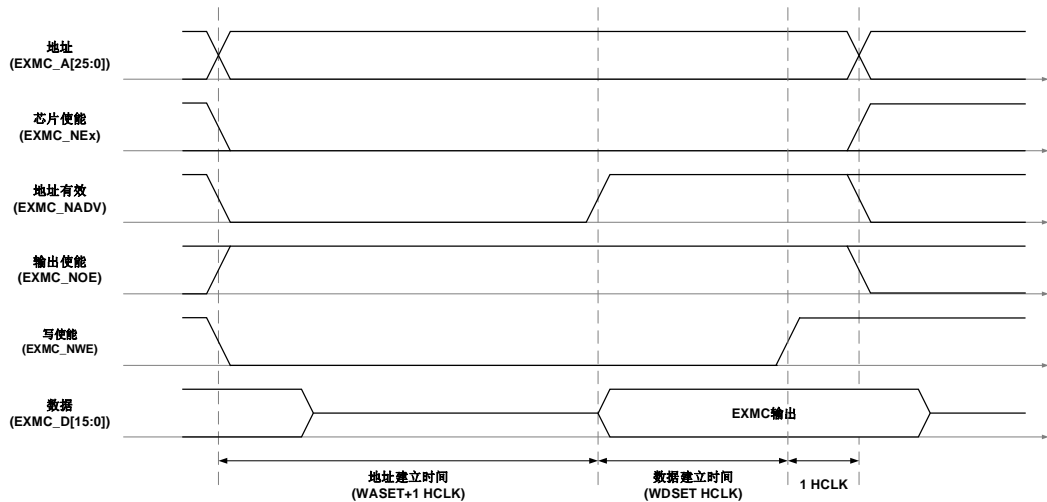 地址
(EXMC_A[25:0])
芯片使能
(EXMC_NEx)
地址有效
(EXMC_NADV)
输出使能
(EXMC_NOE)
写使能
(EXMC_NWE)
数据
(EXMC_D[15:0])
EXMC输出
地址建立时间
(WASET+1 HCLK)
数据建立时间
(WDSET HCLK)
1 HCLK